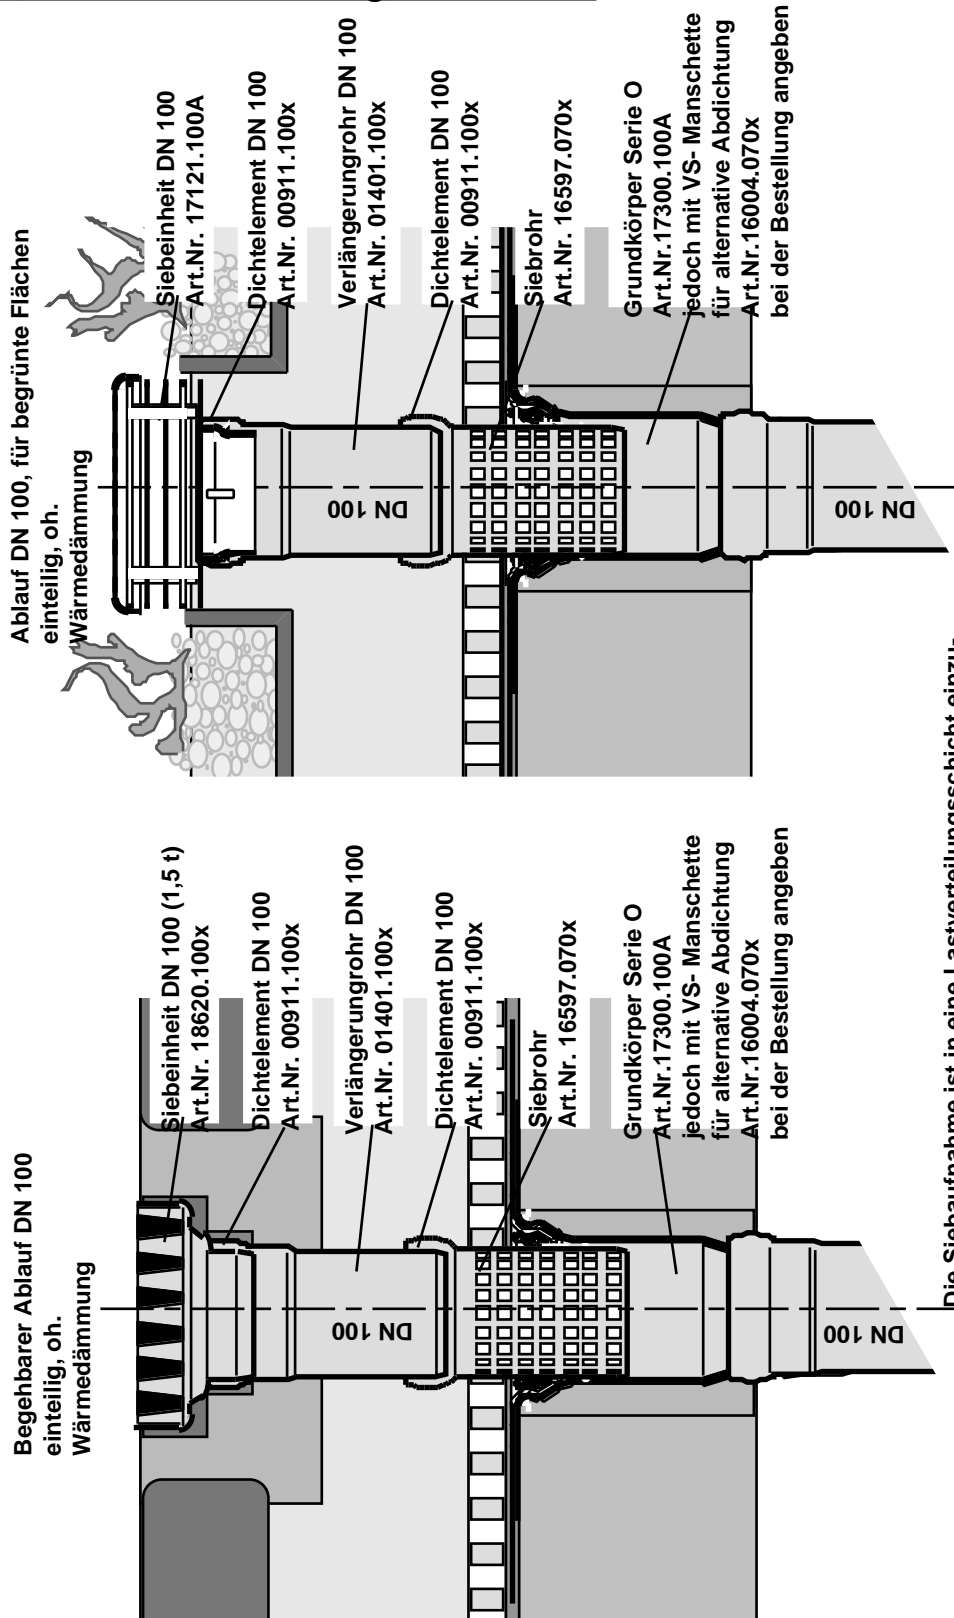 Begehbarer Ablauf DN 100
einteilig, oh.
Wärmedämmung
Siebeinheit DN 100 (1,5 t)
Art.Nr. 18620.100x
Dichtelement DN 100
Art.Nr. 00911.100x
Verlängerungrohr DN 100
Art.Nr. 01401.100x
Dichtelement DN 100
Art.Nr. 00911.100x
Siebrohr
Art.Nr. 16597.070x
Grundkörper Serie O
Art.Nr.17300.100A
jedoch mit VS- Manschette
für alternative Abdichtung
Art.Nr.16004.070x
bei der Bestellung angeben
DN 100
DN 100
Ablauf DN 100, für begrünte Flächen
einteilig, oh.
Wärmedämmung
Siebeinheit DN 100
Art.Nr. 17121.100A
Dichtelement DN 100
Art.Nr. 00911.100x
Verlängerungrohr DN 100
Art.Nr. 01401.100x
Dichtelement DN 100
Art.Nr. 00911.100x
Siebrohr
Art.Nr. 16597.070x
Grundkörper Serie O
Art.Nr.17300.100A
jedoch mit VS- Manschette
für alternative Abdichtung
Art.Nr.16004.070x
bei der Bestellung angeben
DN 100
DN 100
Die Siebaufnahme ist in eine Lastverteilungsschicht einzu-